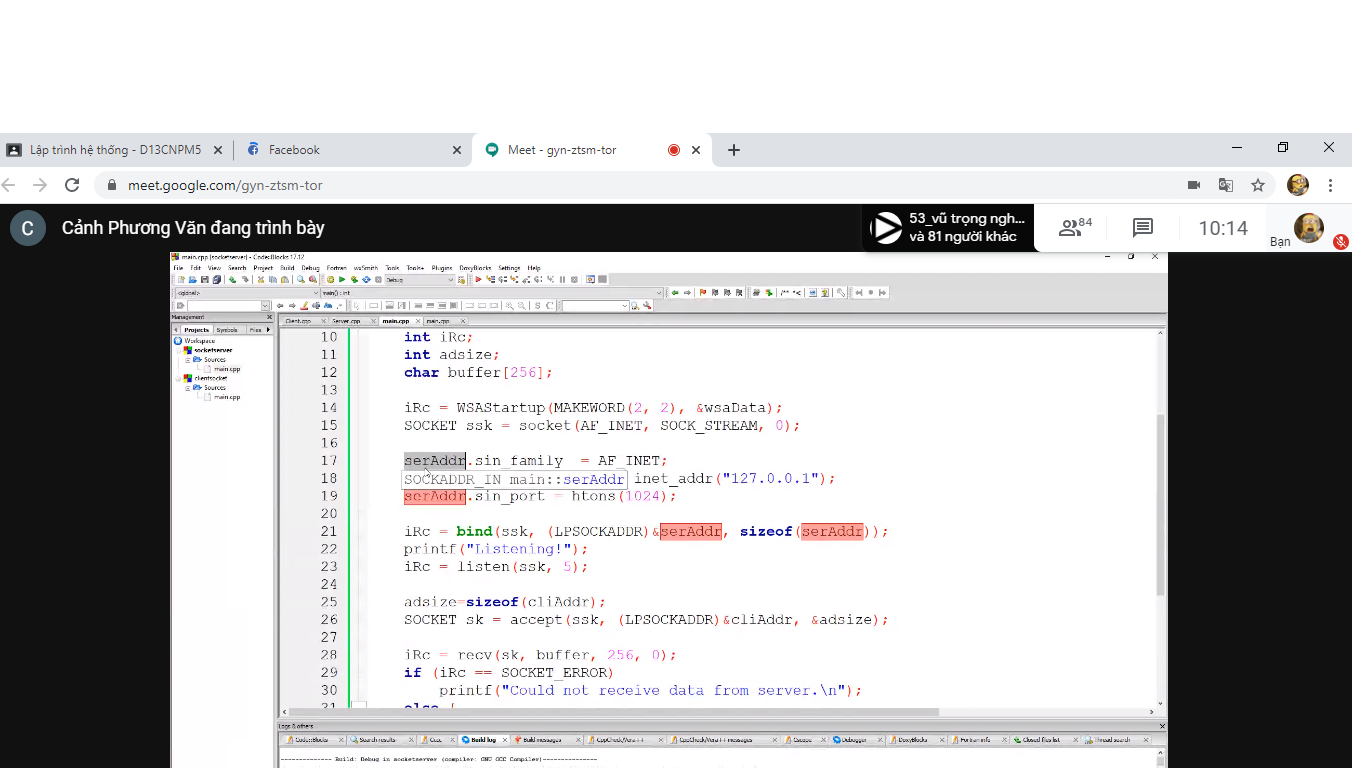 Lập trình hệ thống - D13CNPM5
Facebook
Meet - gyn-ztsm-tor
meet.google.com/gyn-ztsm-tor
C
Cảnh Phương Văn đang trình bày
53_vũ trọng ngh...
và 81 người khác
84
10:14
Bạn
main.cpp [socketserver] - Code::Blocks 17.12
File Edit View Search Project Build Debug Fortran wxSmith Tools Tools+ Plugins DoxyBlocks Settings Help
Debug
<global>
main() : int
Management
Projects Symbols Files
Workspace
socketserver
Sources
main.cpp
clientsocket
Sources
main.cpp
Client.cpp Server.cpp main.cpp main.cpp
10 int iRc;
11 int adsize;
12 char buffer[256];
13
14 iRc = WSAStartup(MAKEWORD(2, 2), &wsaData);
15 SOCKET ssk = socket(AF_INET, SOCK_STREAM, 0);
16
17 serAddr.sin_family = AF_INET;
18 SOCKADDR_IN main::serAddr inet_addr("127.0.0.1");
19 serAddr.sin_port = htons(1024);
20
21 iRc = bind(ssk, (LPSOCKADDR)&serAddr, sizeof(serAddr));
22 printf("Listening!");
23 iRc = listen(ssk, 5);
24
25 adsize=sizeof(cliAddr);
26 SOCKET sk = accept(ssk, (LPSOCKADDR)&cliAddr, &adsize);
27
28 iRc = recv(sk, buffer, 256, 0);
29 if (iRc == SOCKET_ERROR)
30 printf("Could not receive data from server.\n");
31 else {
Logs & others
Code::Blocks Search results Cccc Build log Build messages CppCheck/Vera++ CppCheck/Vera++ messages Cscope Debugger DoxyBlocks Fortran info Closed files list Thread search
-------------- Build: Debug in socketserver (compiler: GNU GCC Compiler)---------------